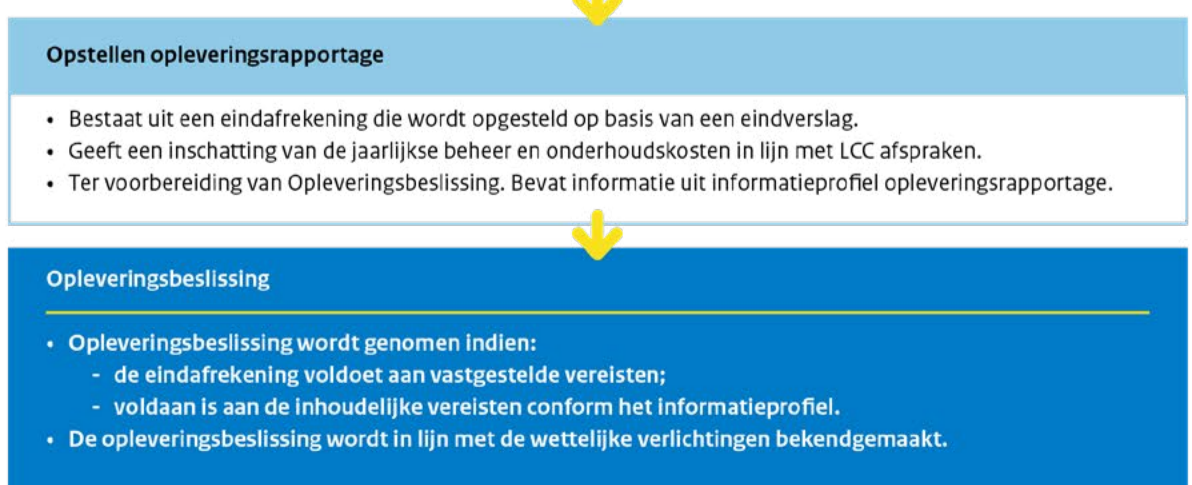 Opstellen opleveringsrapportage
• Bestaat uit een eindafrekening die wordt opgesteld op basis van een eindverslag.
• Geeft een inschatting van de jaarlijkse beheer en onderhoudskosten in lijn met LCC afspraken.
• Ter voorbereiding van Opleveringsbeslissing. Bevat informatie uit informatieprofiel opleveringsrapportage.
Opleveringsbeslissing
• Opleveringsbeslissing wordt genomen indien:
- de eindafrekening voldoet aan vastgestelde vereisten;
- voldaan is aan de inhoudelijke vereisten conform het informatieprofiel.
• De opleveringsbeslissing wordt in lijn met de wettelijke verlichtingen bekendgemaakt.